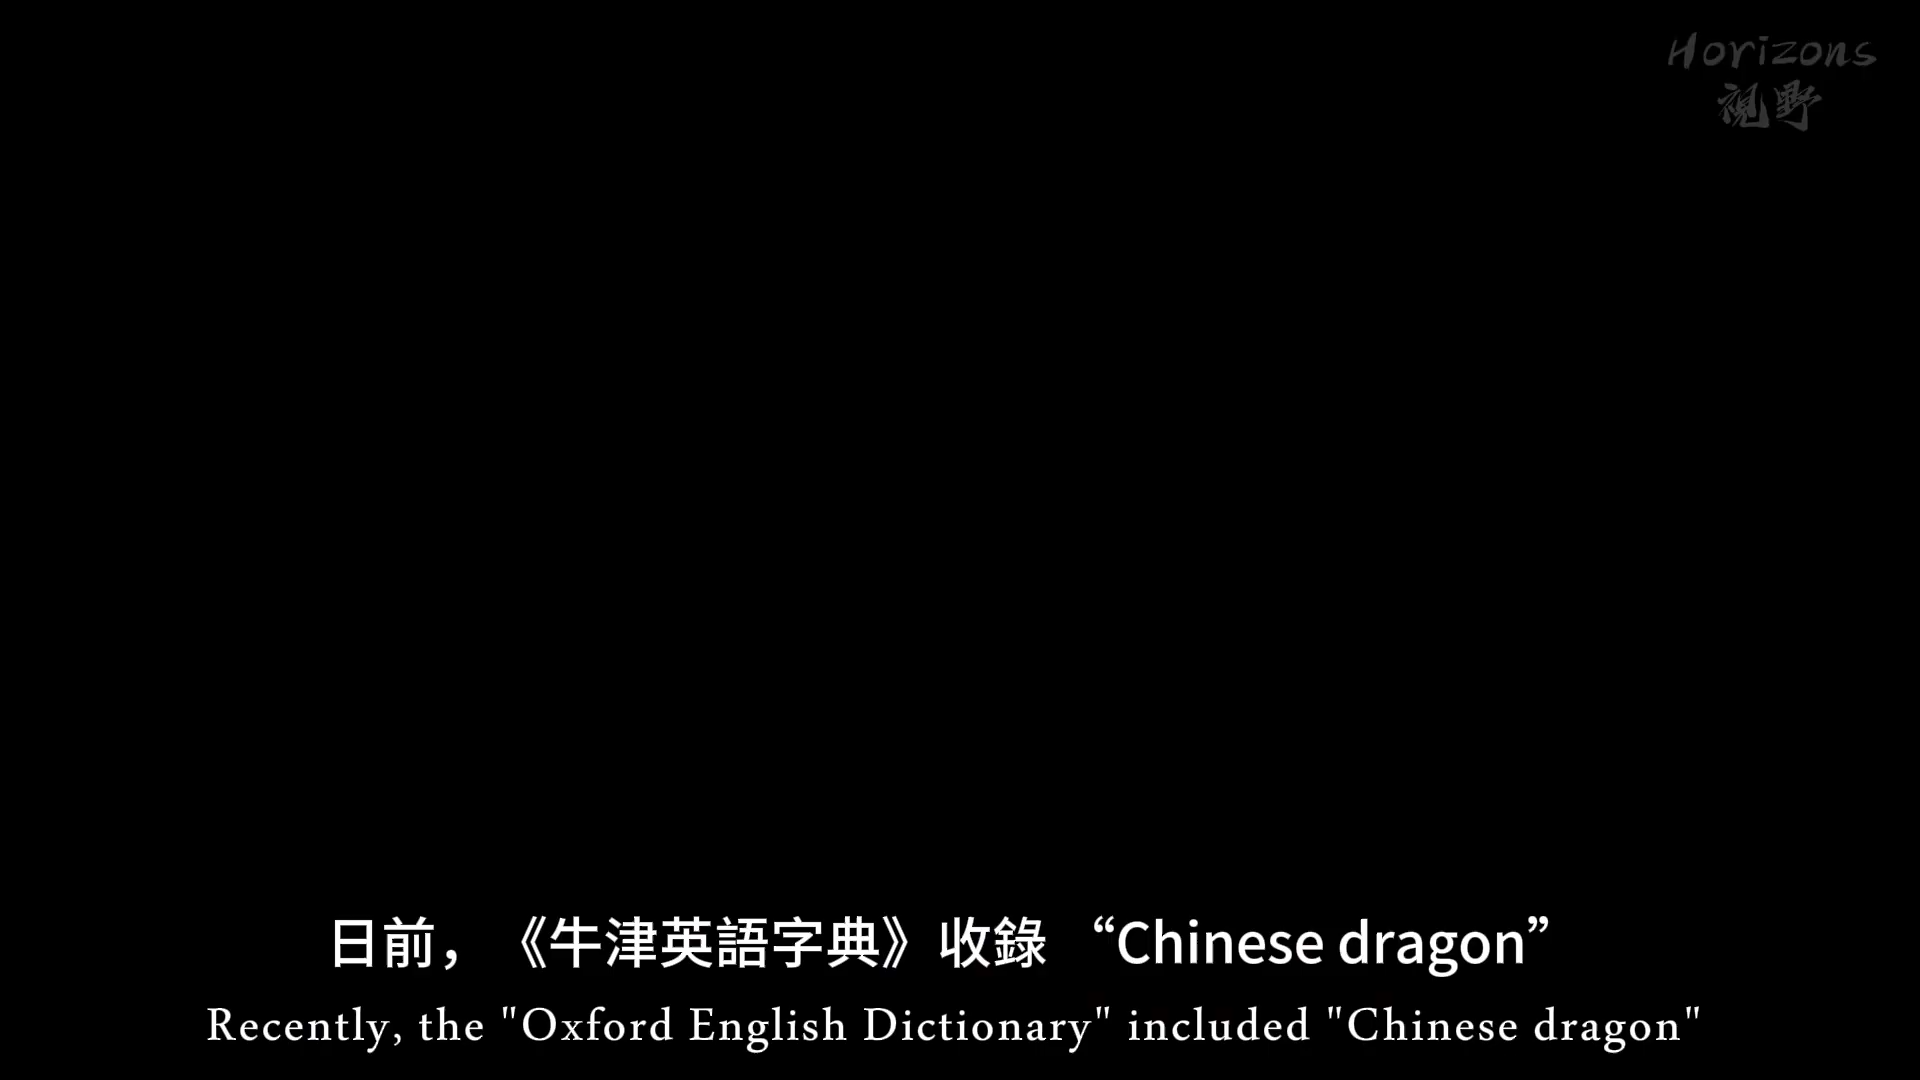 Horizons
視野
日前，《牛津英語字典》收錄 “Chinese dragon”
Recently, the "Oxford English Dictionary" included "Chinese dragon"